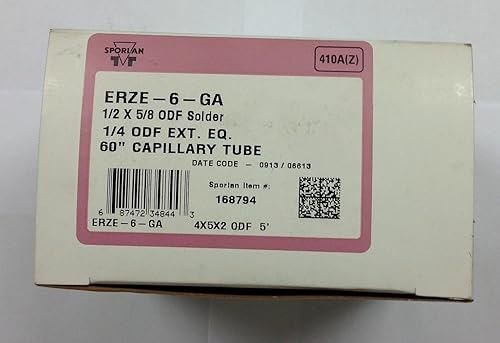 SPORLAN
410A(Z)
ERZE-6-GA
1/2 X 5/8 ODF Solder
1/4 ODF EXT. EQ.
60" CAPILLARY TUBE
DATE CODE - 0913 / 06613
Sporlan Item #:
168794
6 87472 34844 3
ERZE-6-GA 4X5X2 ODF 5'